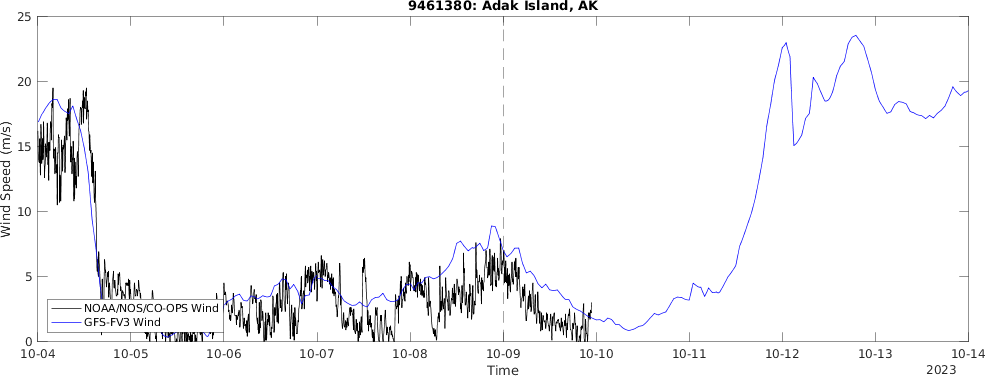 9461380: Adak Island, AK
Wind Speed (m/s)
25
20
15
10
5
0
NOAA/NOS/CO-OPS Wind
GFS-FV3 Wind
10-04 10-05 10-06 10-07 10-08 10-09 10-10 10-11 10-12 10-13 10-14
Time
2023